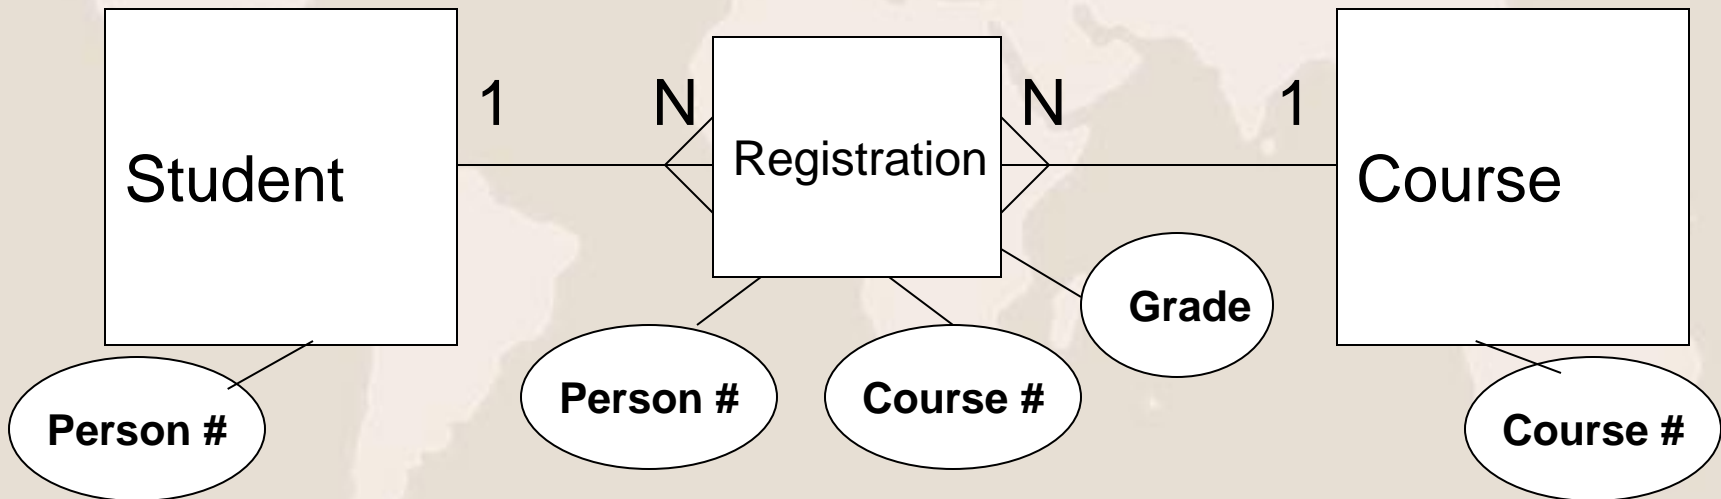 1
N
N
1
Student
Registration
Course
Grade
Person #
Person #
Course #
Course #